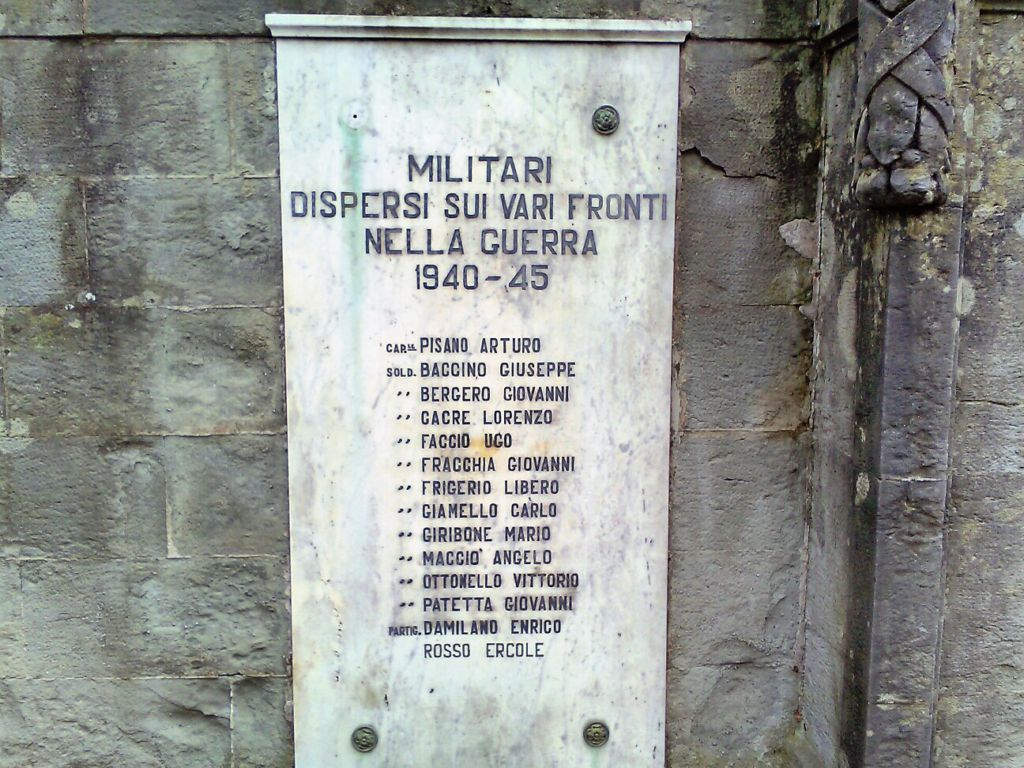 MILITARI
DISPERSI SUI VARI FRONTI
NELLA GUERRA
1940-45
CAP.LE PISANO ARTURO
SOLD. BACCINO GIUSEPPE
,, BERGERO GIOVANNI
,, CACRE LORENZO
,, FACCIO UGO
,, FRACCHIA GIOVANNI
,, FRIGERIO LIBERO
,, GIAMELLO CARLO
,, GIRIBONE MARIO
,, MACCIO' ANGELO
,, OTTONELLO VITTORIO
,, PATETTA GIOVANNI
PARTIG. DAMILANO ENRICO
ROSSO ERCOLE